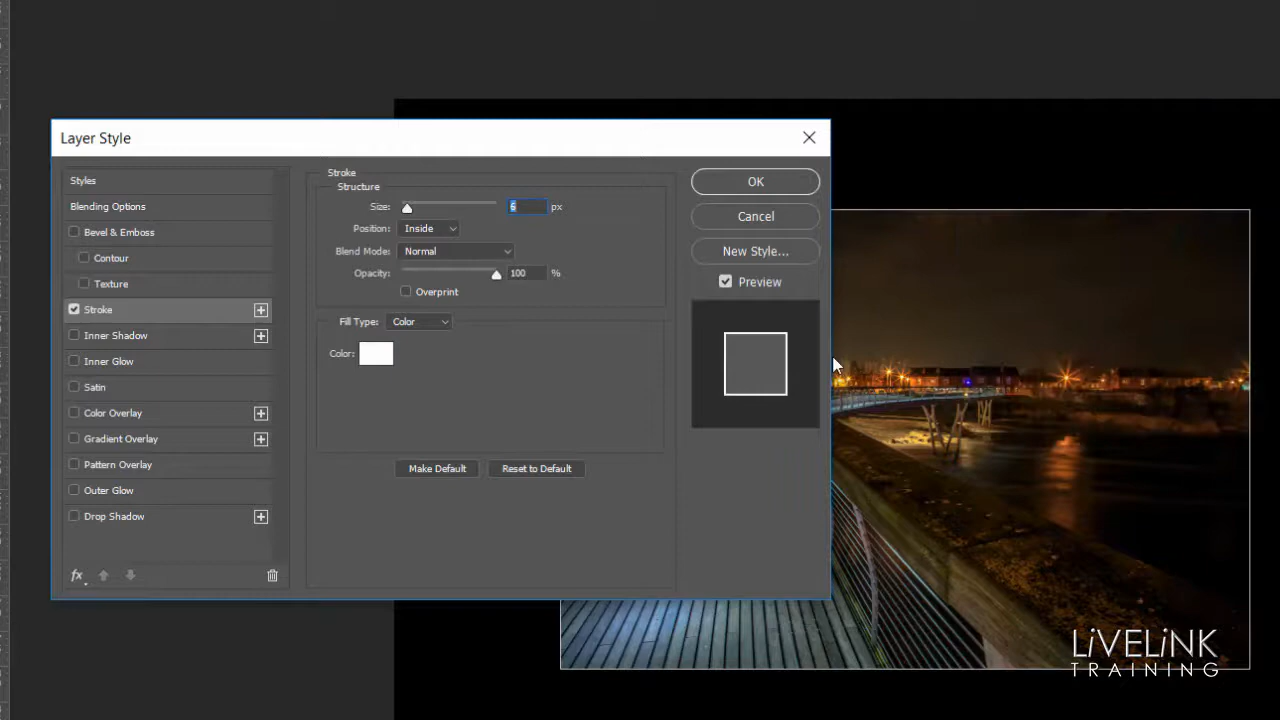 Layer Style
Styles
Blending Options
Bevel & Emboss
Contour
Texture
Stroke
Inner Shadow
Inner Glow
Satin
Color Overlay
Gradient Overlay
Pattern Overlay
Outer Glow
Drop Shadow
fx
Stroke
Structure
Size: 6 px
Position: Inside
Blend Mode: Normal
Opacity: 100 %
Overprint
Fill Type: Color
Color:
Make Default Reset to Default
OK
Cancel
New Style...
Preview
LiVELiNK
TRAINING